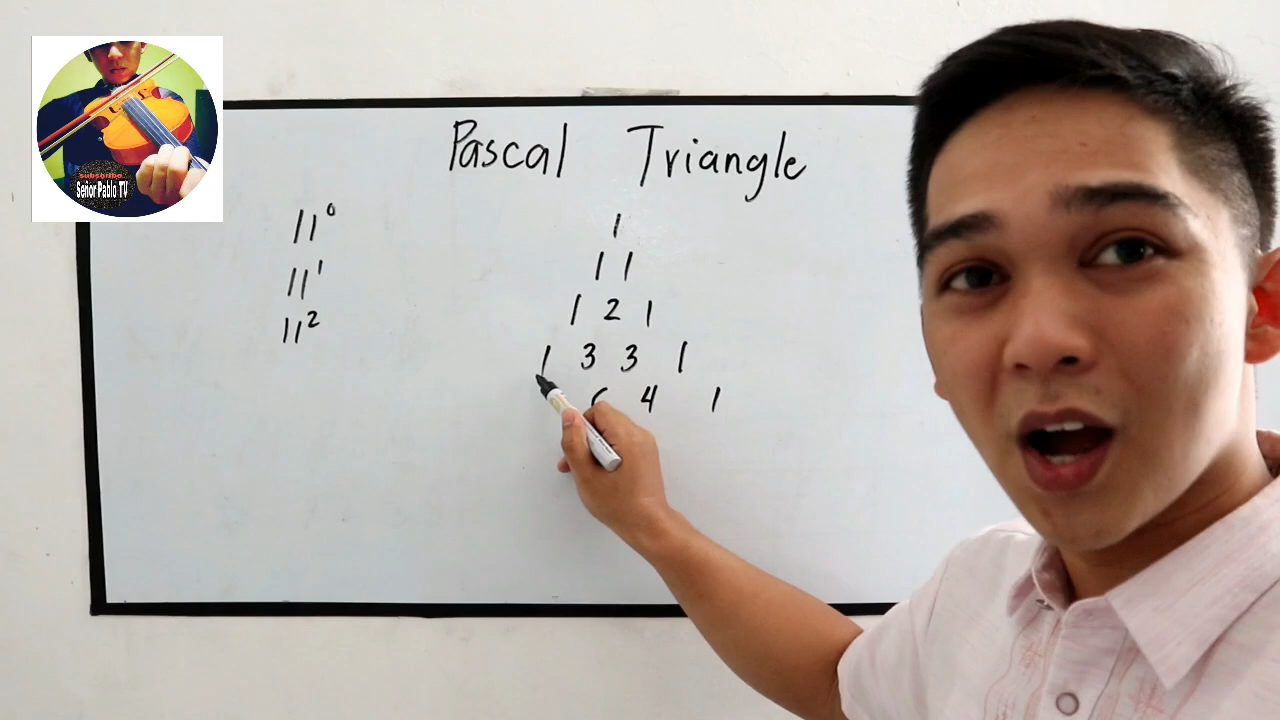 subscribe
Señor Pablo TV
Pascal Triangle
11⁰
11¹
11²
1
1 1
1 2 1
1 3 3 1
4 1